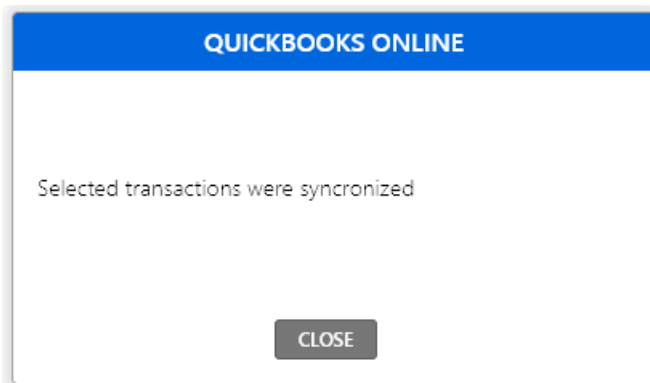 QUICKBOOKS ONLINE
Selected transactions were syncronized
CLOSE